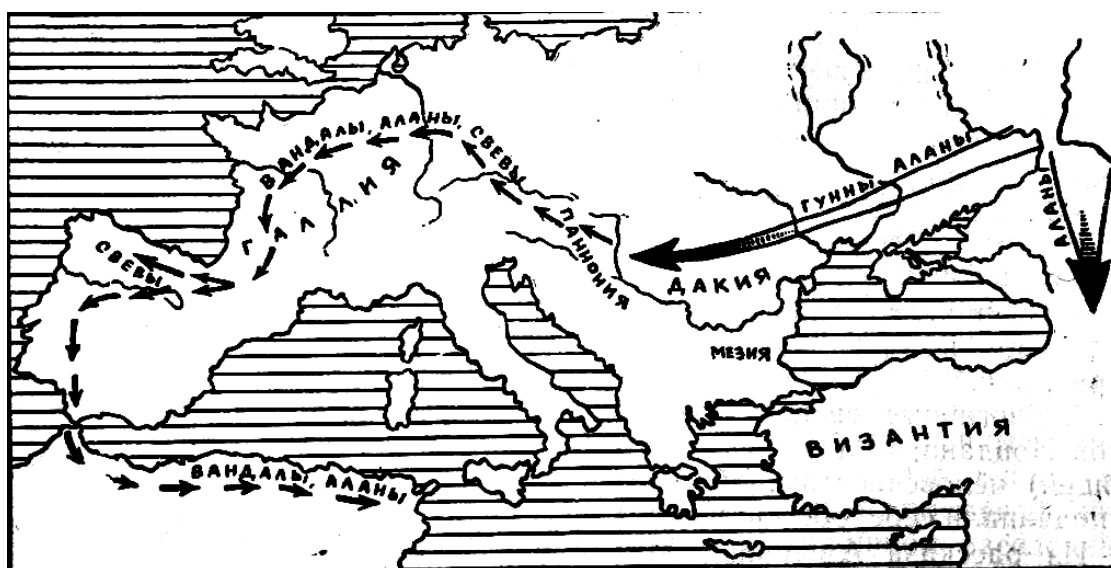 ВАНДАЛЫ, АЛАНЫ, СВЕВЫ
ГАЛЛИЯ
СВЕВЫ
ПАННОНИЯ
ГУННЫ, АЛАНЫ
АЛАНЫ
ДАКИЯ
МЕЗИЯ
ВИЗАНТИЯ
ВАНДАЛЫ, АЛАНЫ